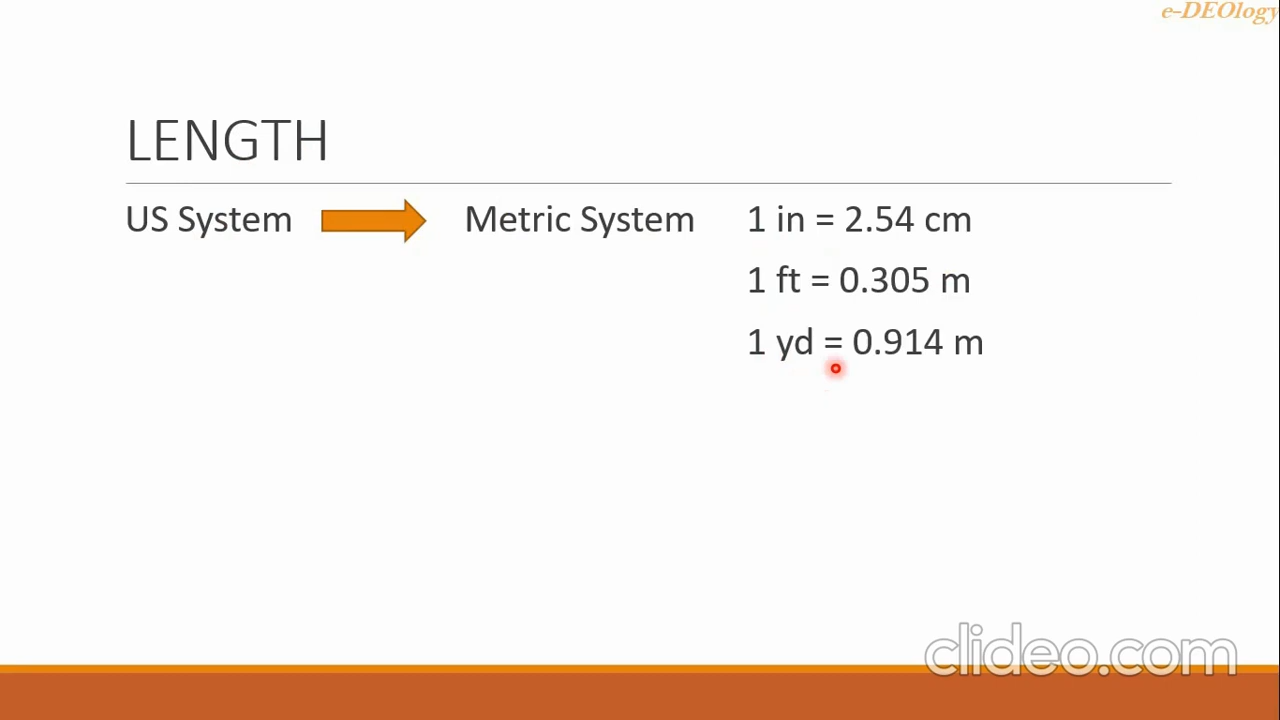 e-DEOlogy
LENGTH
US System Metric System 1 in = 2.54 cm
1 ft = 0.305 m
1 yd = 0.914 m
clideo.com